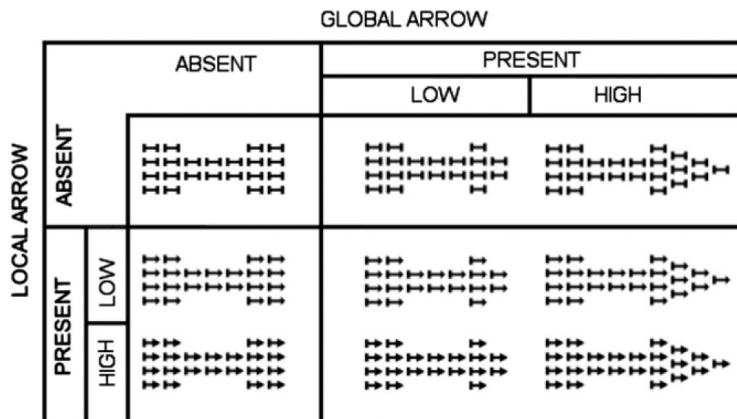 GLOBAL ARROW
ABSENT
PRESENT
LOW
HIGH
LOCAL ARROW
ABSENT
PRESENT
LOW
HIGH